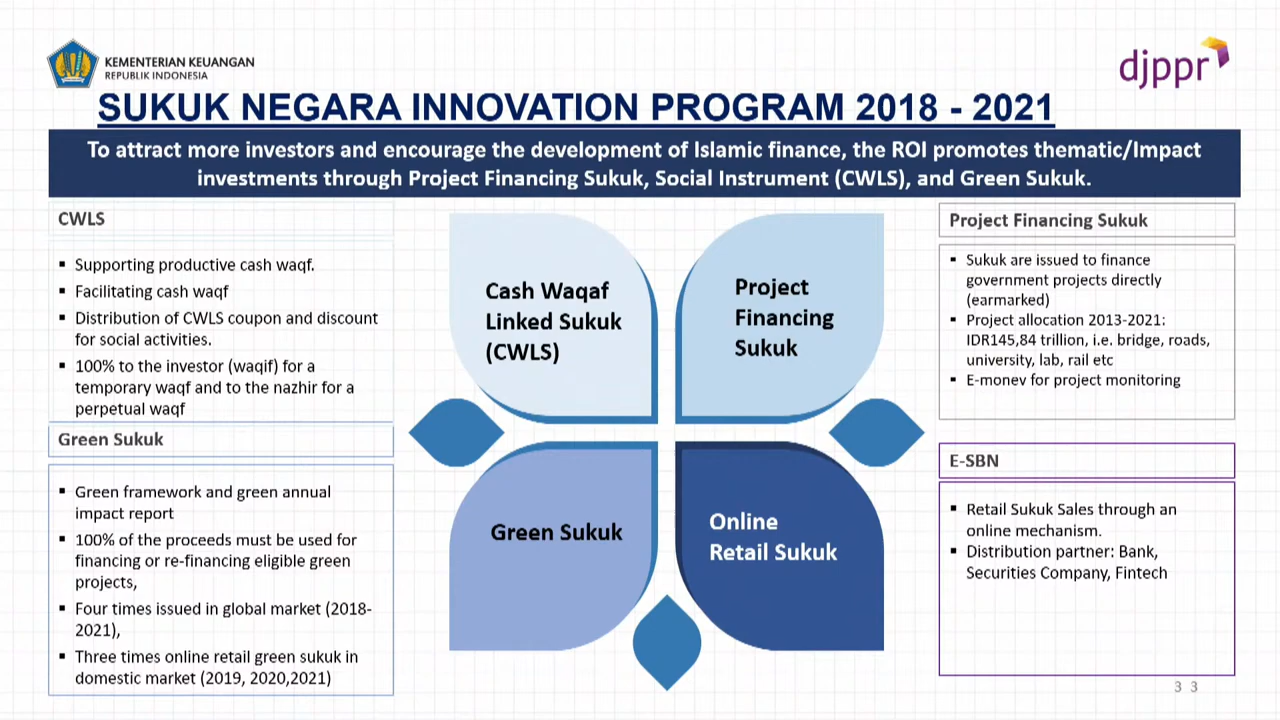 KEMENTERIAN KEUANGAN
REPUBLIK INDONESIA
djppr
SUKUK NEGARA INNOVATION PROGRAM 2018 - 2021
To attract more investors and encourage the development of Islamic finance, the ROI promotes thematic/Impact
investments through Project Financing Sukuk, Social Instrument (CWLS), and Green Sukuk.
CWLS
▪ Supporting productive cash waqf.
▪ Facilitating cash waqf
▪ Distribution of CWLS coupon and discount
for social activities.
▪ 100% to the investor (waqif) for a
temporary waqf and to the nazhir for a
perpetual waqf
Green Sukuk
▪ Green framework and green annual
impact report
▪ 100% of the proceeds must be used for
financing or re-financing eligible green
projects,
▪ Four times issued in global market (2018-
2021),
▪ Three times online retail green sukuk in
domestic market (2019, 2020,2021)
Cash Waqaf
Linked Sukuk
(CWLS)
Project
Financing
Sukuk
Green Sukuk
Online
Retail Sukuk
Project Financing Sukuk
▪ Sukuk are issued to finance
government projects directly
(earmarked)
▪ Project allocation 2013-2021:
IDR145,84 trillion, i.e. bridge, roads,
university, lab, rail etc
▪ E-monev for project monitoring
E-SBN
▪ Retail Sukuk Sales through an
online mechanism.
▪ Distribution partner: Bank,
Securities Company, Fintech
3 3